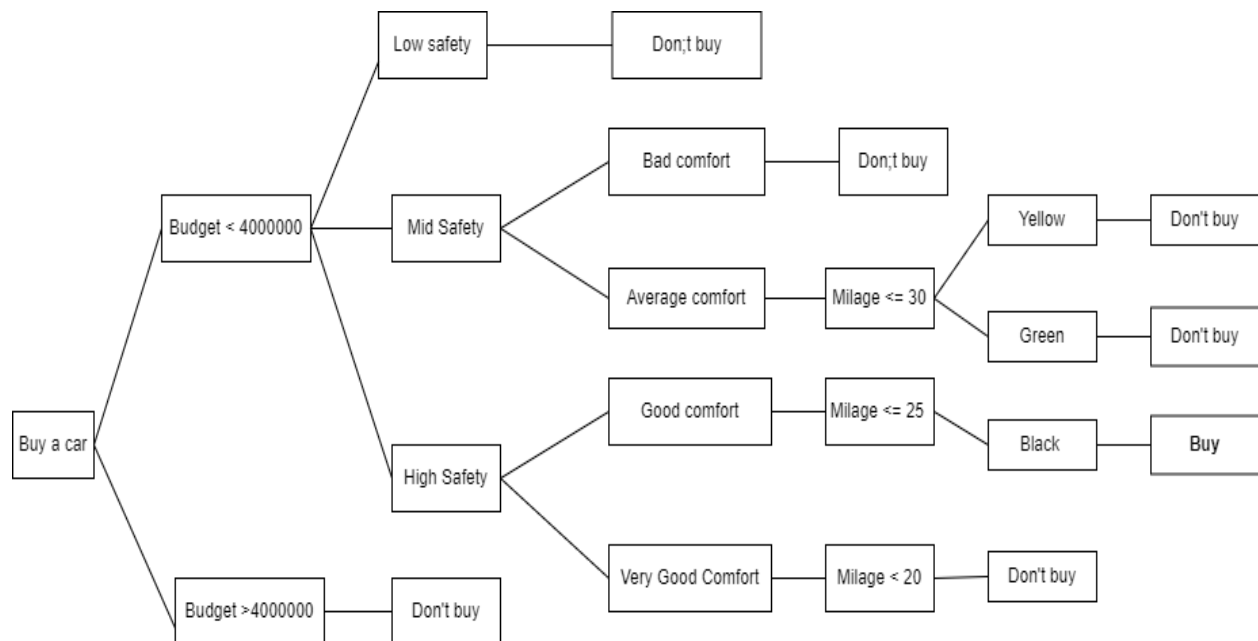 Low safety
Don;t buy
Bad comfort
Don;t buy
Budget < 4000000
Mid Safety
Yellow
Don't buy
Average comfort
Milage <= 30
Green
Don't buy
Good comfort
Milage <= 25
Buy a car
Black
Buy
High Safety
Very Good Comfort
Milage < 20
Don't buy
Budget >4000000
Don't buy